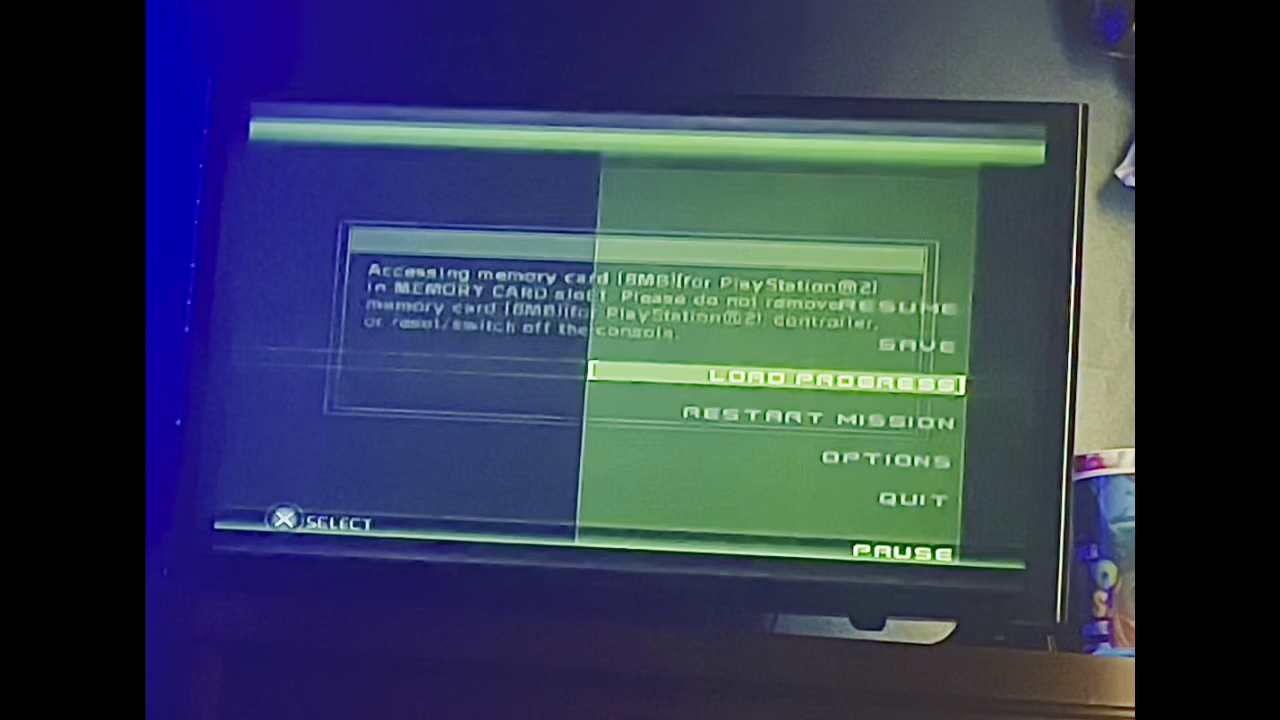 Accessing memory card (8MB)(for PlayStation®2)
in MEMORY CARD slot 1. Please do not remove
memory card (8MB)(for PlayStation®2), controller,
or reset/switch off the console.
RESUME
SAVE
LOAD PROGRESS
RESTART MISSION
OPTIONS
QUIT
SELECT
PAUSE